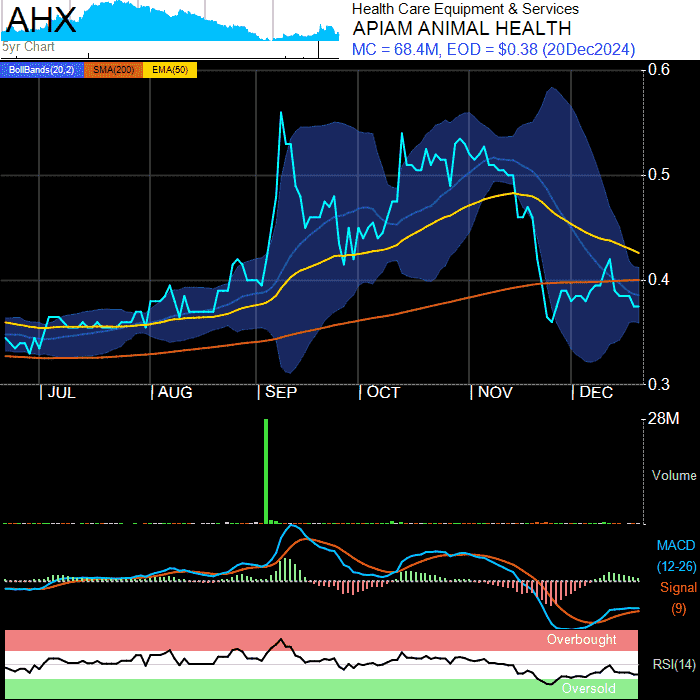 AHX
5yr Chart
Health Care Equipment & Services
APIAM ANIMAL HEALTH
MC = 68.4M, EOD = $0.38 (20Dec2024)
BollBands(20,2) SMA(200) EMA(50)
0.6
0.5
0.4
0.3
| JUL | AUG | SEP | OCT | NOV | DEC
28M
Volume
MACD
(12-26)
Signal
(9)
Overbought
RSI(14)
Oversold